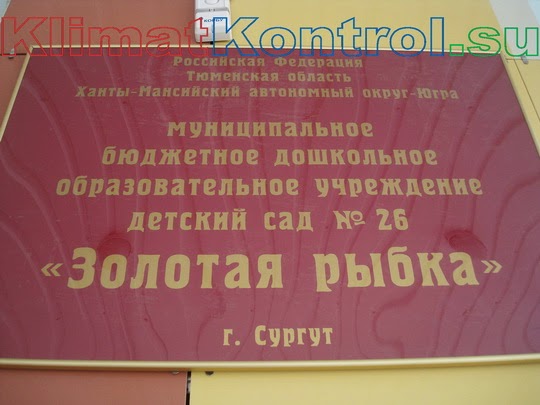 KlimatKontrol.su
Российская Федерация
Тюменская область
Ханты-Мансийский автономный округ-Югра
муниципальное
бюджетное дошкольное
образовательное учреждение
детский сад № 26
«Золотая рыбка»
г. Сургут